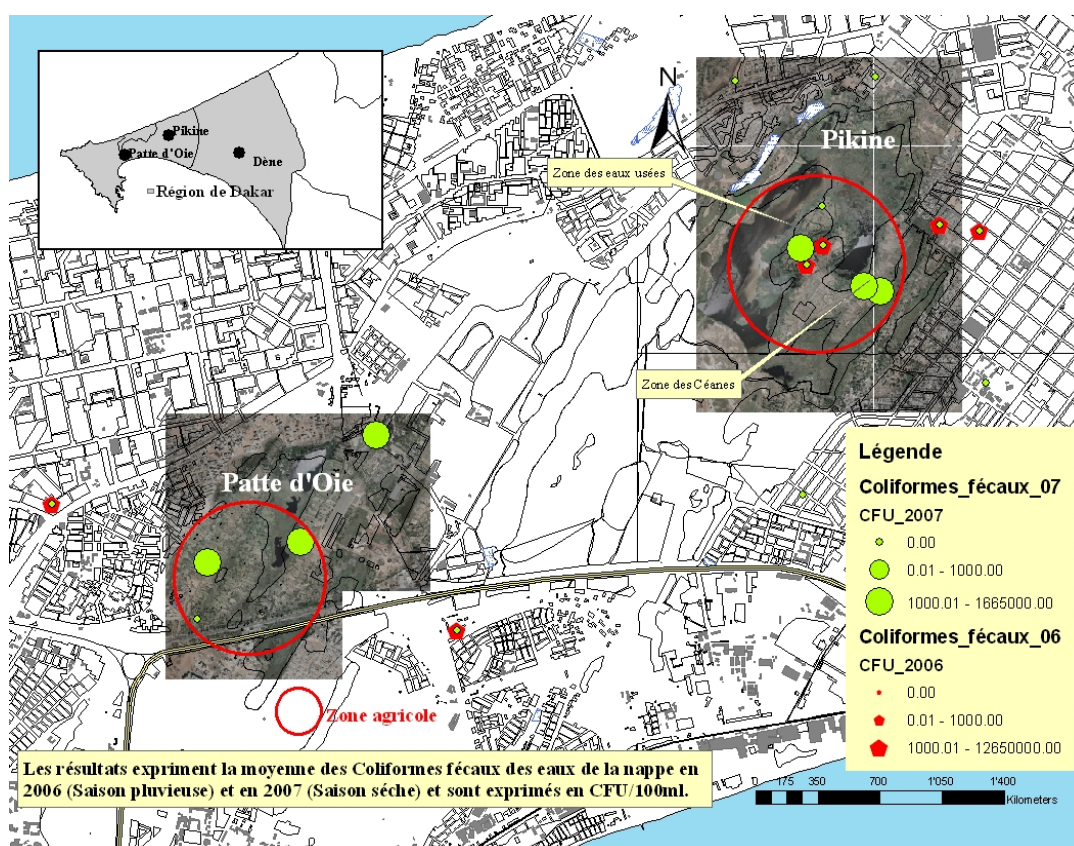 N
Pikine
Patte d'Oie
Dène
Région de Dakar
Pikine
Zone des eaux usées
Zone des Céanes
Patte d'Oie
Zone agricole
Légende
Coliformes_fécaux_07
CFU_2007
0.00
0.01 - 1000.00
1000.01 - 1665000.00
Coliformes_fécaux_06
CFU_2006
0.00
0.01 - 1000.00
1000.01 - 12650000.00
Les résultats expriment la moyenne des Coliformes fécaux des eaux de la nappe en
2006 (Saison pluvieuse) et en 2007 (Saison séche) et sont exprimés en CFU/100ml.
0 175 350 700 1'050 1'400
Kilometers